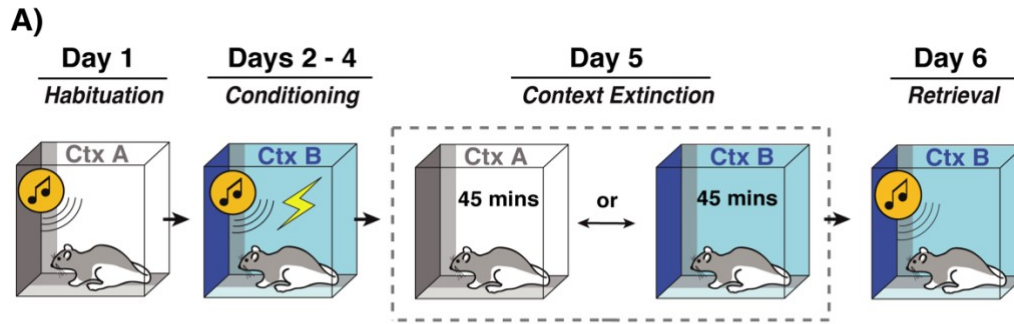 A)
Day 1
Habituation
Days 2 - 4
Conditioning
Day 5
Context Extinction
Day 6
Retrieval
Ctx A
Ctx B
Ctx A
45 mins
or
Ctx B
45 mins
Ctx B